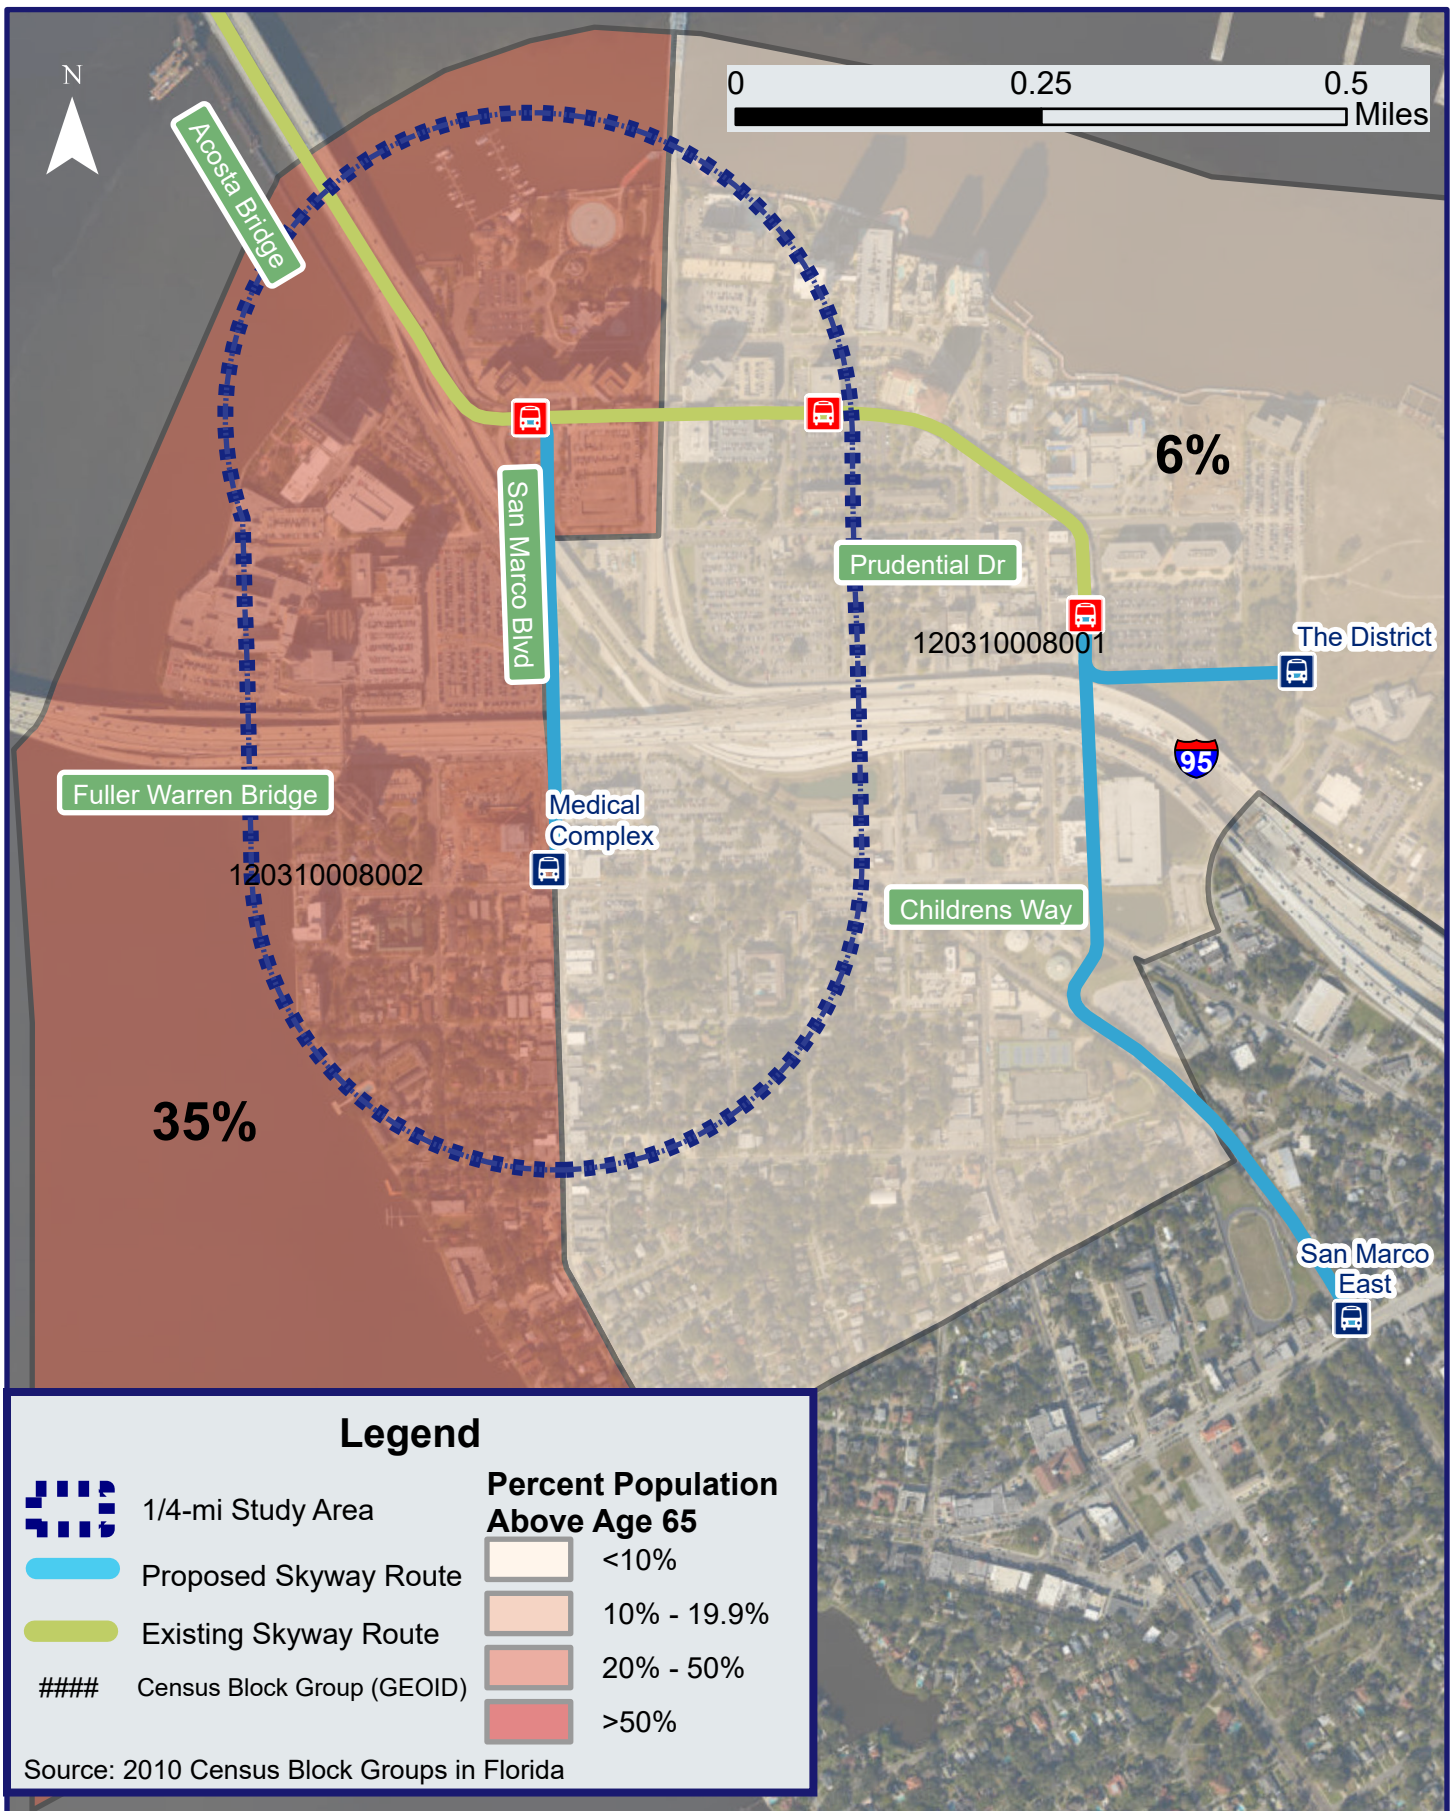 N
0
0.25
0.5
Miles
Acosta Bridge
6%
San Marco Blvd
Prudential Dr
120310008001
The District
95
Fuller Warren Bridge
Medical
Complex
120310008002
Childrens Way
35%
San Marco
East
Legend
1/4-mi Study Area
Proposed Skyway Route
Existing Skyway Route
#### Census Block Group (GEOID)
Percent Population
Above Age 65
<10%
10% - 19.9%
20% - 50%
>50%
Source: 2010 Census Block Groups in Florida